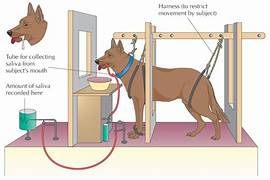 Harness (to restrict
movement by subject)
Tube for collecting
saliva from
subject's mouth
Amount of saliva
recorded here